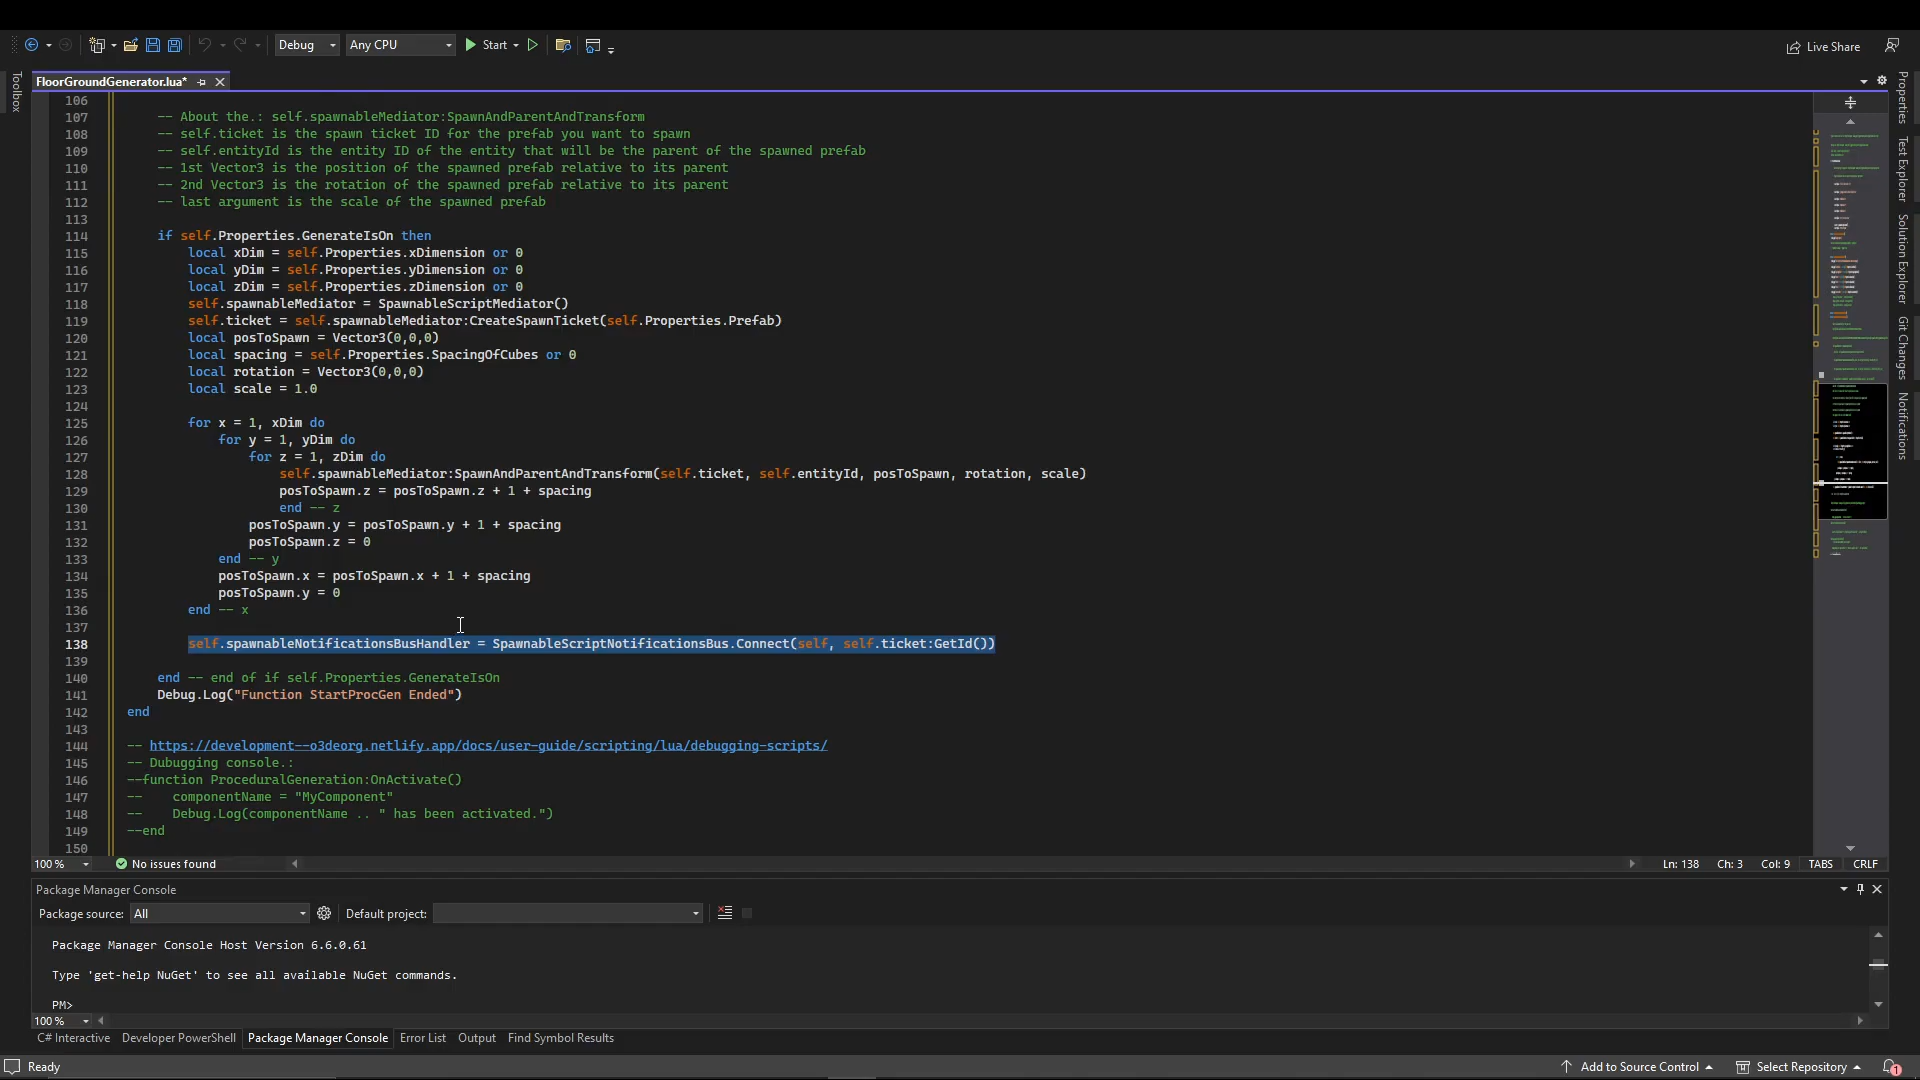 Debug
Any CPU
Start
Live Share
Toolbox
FloorGroundGenerator.lua*
106
107 -- About the.: self.spawnableMediator:SpawnAndParentAndTransform
108 -- self.ticket is the spawn ticket ID for the prefab you want to spawn
109 -- self.entityId is the entity ID of the entity that will be the parent of the spawned prefab
110 -- 1st Vector3 is the position of the spawned prefab relative to its parent
111 -- 2nd Vector3 is the rotation of the spawned prefab relative to its parent
112 -- last argument is the scale of the spawned prefab
113
114 if self.Properties.GenerateIsOn then
115 local xDim = self.Properties.xDimension or 0
116 local yDim = self.Properties.yDimension or 0
117 local zDim = self.Properties.zDimension or 0
118 self.spawnableMediator = SpawnableScriptMediator()
119 self.ticket = self.spawnableMediator:CreateSpawnTicket(self.Properties.Prefab)
120 local posToSpawn = Vector3(0,0,0)
121 local spacing = self.Properties.SpacingOfCubes or 0
122 local rotation = Vector3(0,0,0)
123 local scale = 1.0
124
125 for x = 1, xDim do
126 for y = 1, yDim do
127 for z = 1, zDim do
128 self.spawnableMediator:SpawnAndParentAndTransform(self.ticket, self.entityId, posToSpawn, rotation, scale)
129 posToSpawn.z = posToSpawn.z + 1 + spacing
130 end -- z
131 posToSpawn.y = posToSpawn.y + 1 + spacing
132 posToSpawn.z = 0
133 end -- y
134 posToSpawn.x = posToSpawn.x + 1 + spacing
135 posToSpawn.y = 0
136 end -- x
137
138 self.spawnableNotificationsBusHandler = SpawnableScriptNotificationsBus.Connect(self, self.ticket:GetId())
139
140 end -- end of if self.Properties.GenerateIsOn
141 Debug.Log("Function StartProcGen Ended")
142 end
143
144 -- https://development--o3deorg.netlify.app/docs/user-guide/scripting/lua/debugging-scripts/
145 -- Dubugging console.:
146 --function ProceduralGeneration:OnActivate()
147 -- componentName = "MyComponent"
148 -- Debug.Log(componentName .. " has been activated.")
149 --end
150
Properties
Test Explorer
Solution Explorer
Git Changes
Notifications
100 % No issues found Ln: 138 Ch: 3 Col: 9 TABS CRLF
Package Manager Console
Package source: All Default project:
Package Manager Console Host Version 6.6.0.61
Type 'get-help NuGet' to see all available NuGet commands.
PM>
100 %
C# Interactive Developer PowerShell Package Manager Console Error List Output Find Symbol Results
Ready Add to Source Control Select Repository 1